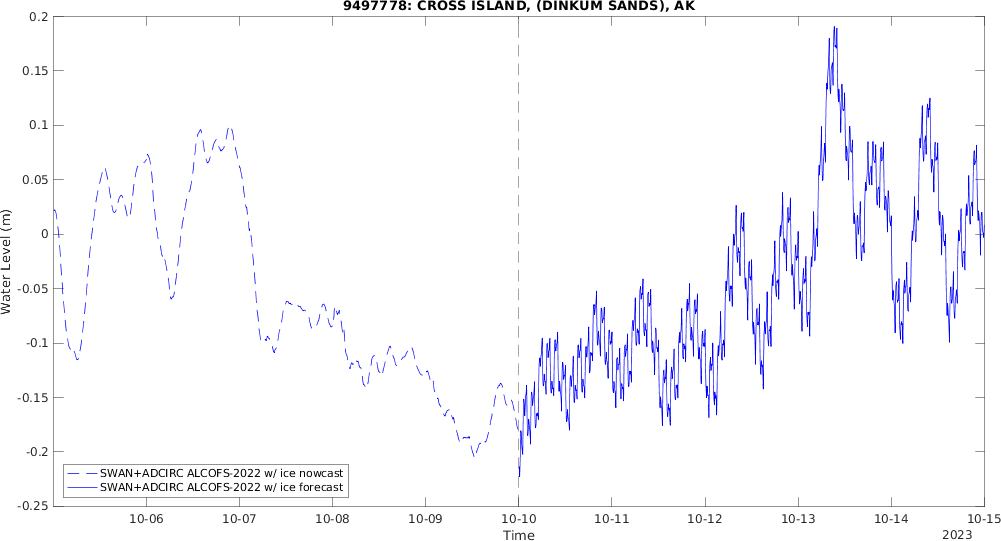 9497778: CROSS ISLAND, (DINKUM SANDS), AK
Water Level (m)
0.2
0.15
0.1
0.05
0
-0.05
-0.1
-0.15
-0.2
-0.25
SWAN+ADCIRC ALCOFS-2022 w/ ice nowcast
SWAN+ADCIRC ALCOFS-2022 w/ ice forecast
10-06 10-07 10-08 10-09 10-10 10-11 10-12 10-13 10-14 10-15
Time
2023